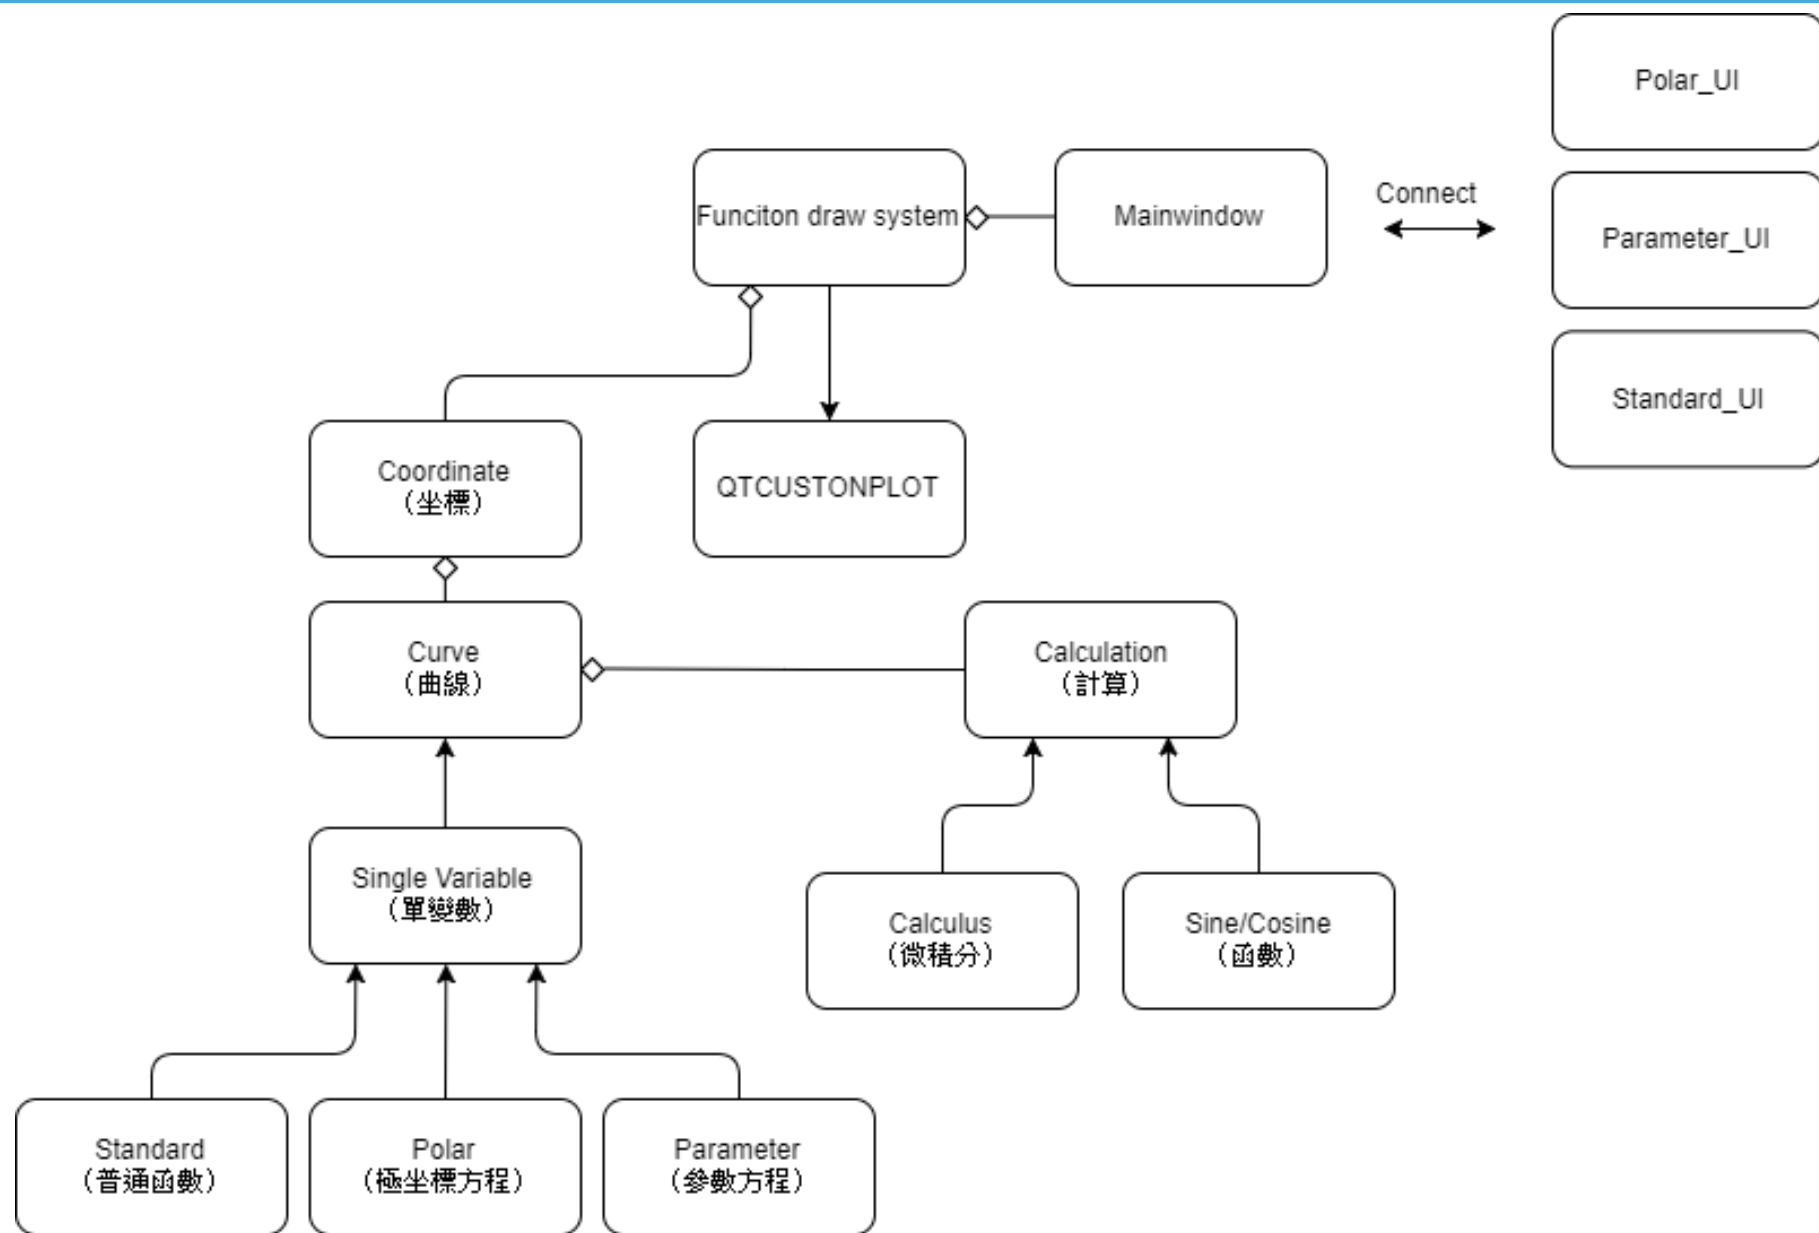 Polar_UI
Funciton draw system
Mainwindow
Connect
Parameter_UI
Standard_UI
Coordinate
（坐標）
QTCUSTONPLOT
Curve
（曲線）
Calculation
（計算）
Single Variable
（單變數）
Calculus
（微積分）
Sine/Cosine
（函數）
Standard
（普通函數）
Polar
（極坐標方程）
Parameter
（參數方程）